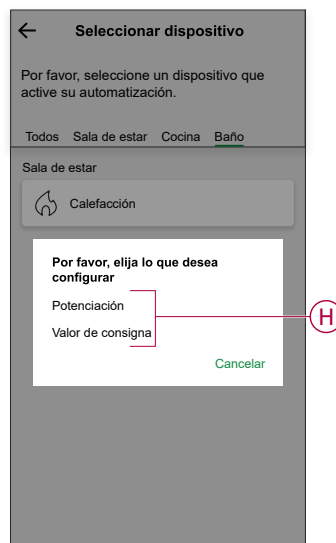 Seleccionar dispositivo
Por favor, seleccione un dispositivo que
active su automatización.
Todos Sala de estar Cocina Baño
Sala de estar
Calefacción
Por favor, elija lo que desea
configurar
Potenciación
Valor de consigna
H
Cancelar